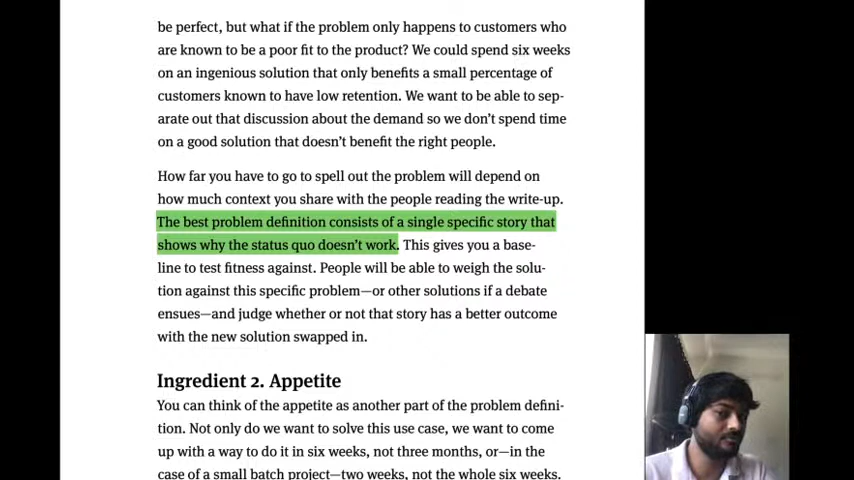 be perfect, but what if the problem only happens to customers who
are known to be a poor fit to the product? We could spend six weeks
on an ingenious solution that only benefits a small percentage of
customers known to have low retention. We want to be able to sep-
arate out that discussion about the demand so we don’t spend time
on a good solution that doesn’t benefit the right people.
How far you have to go to spell out the problem will depend on
how much context you share with the people reading the write-up.
The best problem definition consists of a single specific story that
shows why the status quo doesn’t work. This gives you a base-
line to test fitness against. People will be able to weigh the solu-
tion against this specific problem—or other solutions if a debate
ensues—and judge whether or not that story has a better outcome
with the new solution swapped in.
Ingredient 2. Appetite
You can think of the appetite as another part of the problem defini-
tion. Not only do we want to solve this use case, we want to come
up with a way to do it in six weeks, not three months, or—in the
case of a small batch project—two weeks, not the whole six weeks.